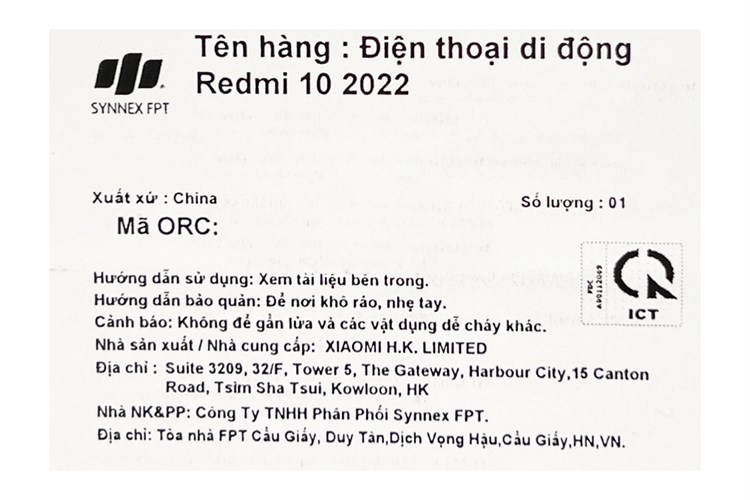 Tên hàng : Điện thoại di động
Redmi 10 2022
SYNNEX FPT
Xuất xứ : China
Số lượng : 01
Mã ORC:
Hướng dẫn sử dụng: Xem tài liệu bên trong.
Hướng dẫn bảo quản: Để nơi khô ráo, nhẹ tay.
Cảnh báo: Không để gần lửa và các vật dụng dễ cháy khác.
Nhà sản xuất / Nhà cung cấp: XIAOMI H.K. LIMITED
Địa chỉ : Suite 3209, 32/F, Tower 5, The Gateway, Harbour City,15 Canton
Road, Tsim Sha Tsui, Kowloon, HK
Nhà NK&PP: Công Ty TNHH Phân Phối Synnex FPT.
Địa chỉ: Tòa nhà FPT Cầu Giấy, Duy Tân,Dịch Vọng Hậu,Cầu Giấy,HN,VN.
ICT